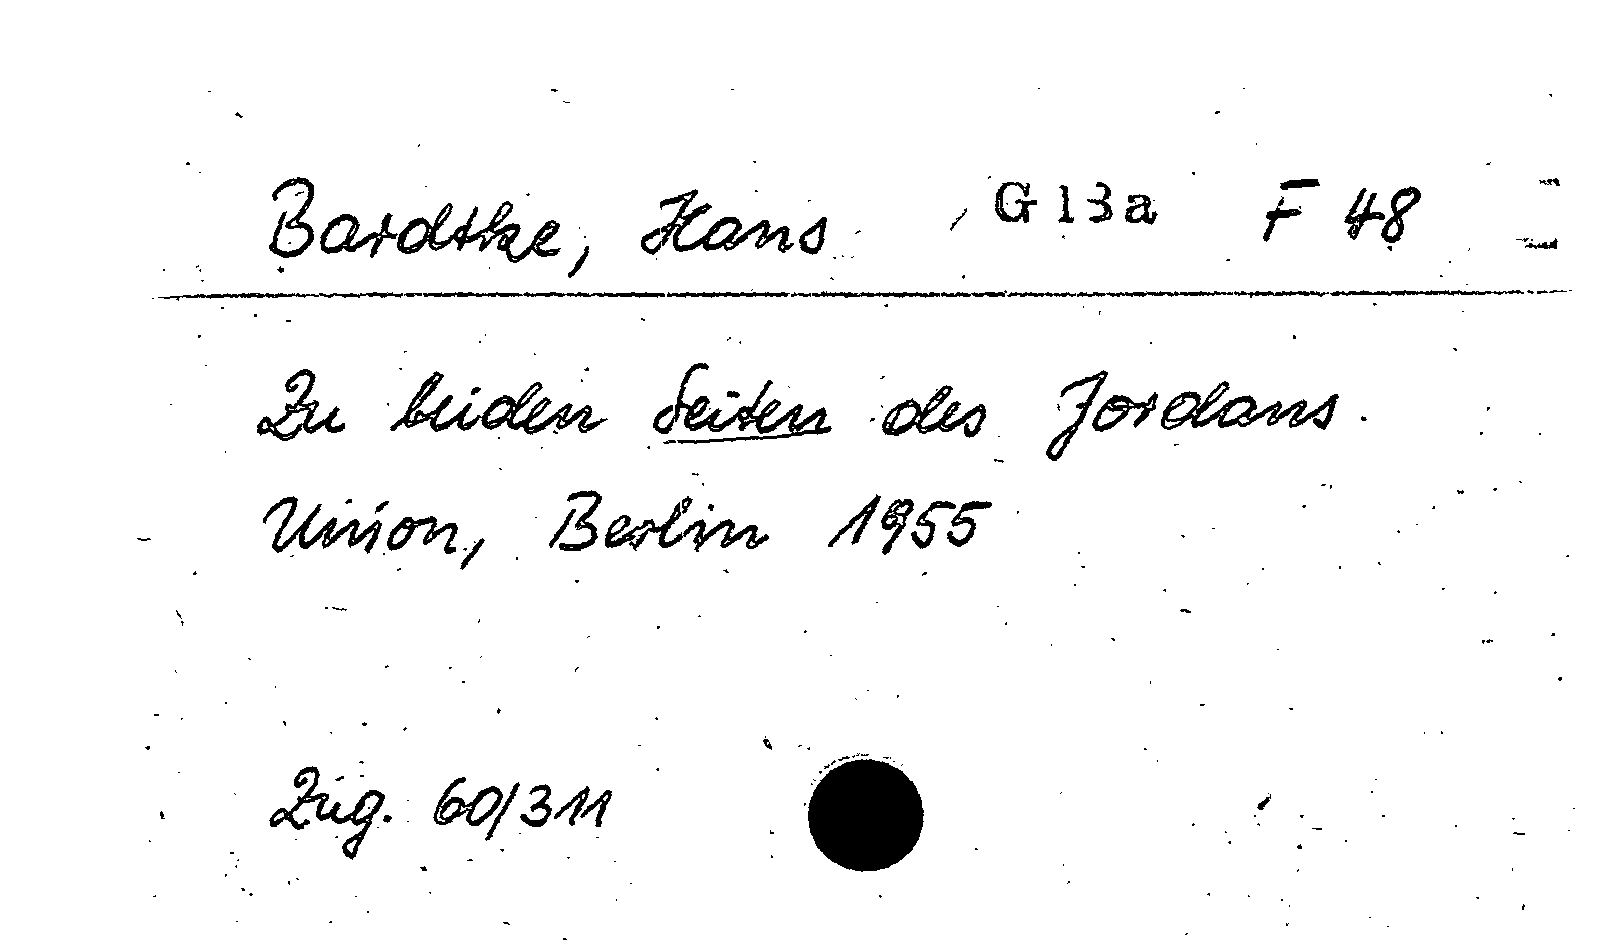 Bardtke, Hans G 13a F 48
Zu beiden Seiten des Jordans.
Union, Berlin 1955
Zug. 60/311